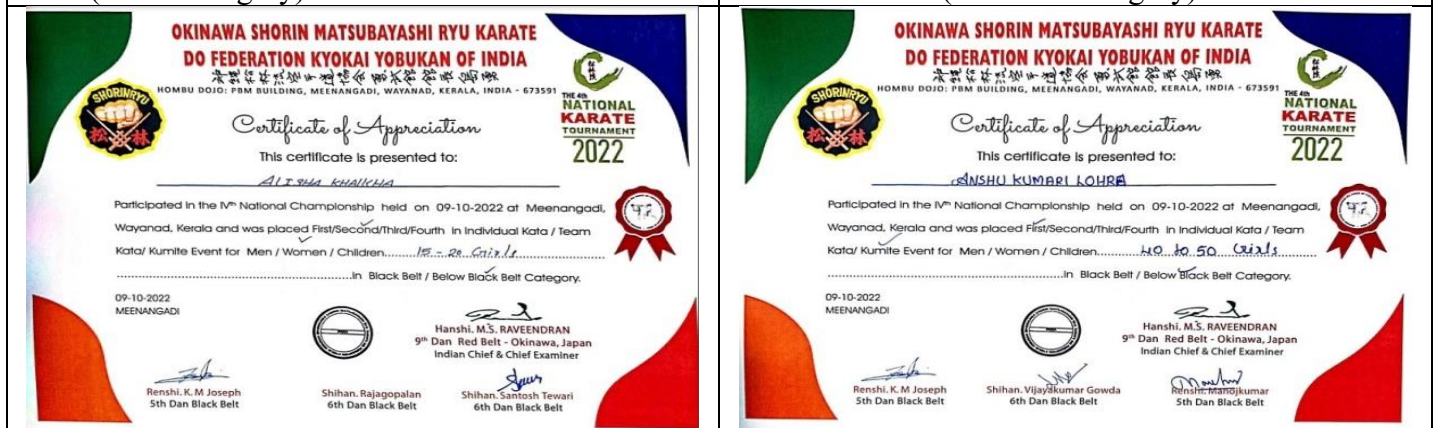 OKINAWA SHORIN MATSUBAYASHI RYU KARATE
DO FEDERATION KYOKAI YOBUKAN OF INDIA
HOMBU DOJO: PBM BUILDING, MEENANGADI, WAYANAD, KERALA, INDIA - 673591
SHORINRYU
松 林
THE 4th
NATIONAL
KARATE
TOURNAMENT
2022
Certificate of Appreciation
This certificate is presented to:
ALISHA KHALKHA
Participated in the IVth National Championship held on 09-10-2022 at Meenangadi,
Wayanad, Kerala and was placed First/Second/Third/Fourth in Individual Kata / Team
Kata/ Kumite Event for Men / Women / Children 15 - 20 Girls
in Black Belt / Below Black Belt Category.
09-10-2022
MEENANGADI
Hanshi. M.S. RAVEENDRAN
9th Dan Red Belt - Okinawa, Japan
Indian Chief & Chief Examiner
Renshi. K. M Joseph
5th Dan Black Belt
Shihan. Rajagopalan
6th Dan Black Belt
Shihan. Santosh Tewari
6th Dan Black Belt
OKINAWA SHORIN MATSUBAYASHI RYU KARATE
DO FEDERATION KYOKAI YOBUKAN OF INDIA
HOMBU DOJO: PBM BUILDING, MEENANGADI, WAYANAD, KERALA, INDIA - 673591
SHORINRYU
松 林
THE 4th
NATIONAL
KARATE
TOURNAMENT
2022
Certificate of Appreciation
This certificate is presented to:
ANSHU KUMARI LOHRA
Participated in the IVth National Championship held on 09-10-2022 at Meenangadi,
Wayanad, Kerala and was placed First/Second/Third/Fourth in Individual Kata / Team
Kata/ Kumite Event for Men / Women / Children 40 to 50 Girls
in Black Belt / Below Black Belt Category.
09-10-2022
MEENANGADI
Hanshi. M.S. RAVEENDRAN
9th Dan Red Belt - Okinawa, Japan
Indian Chief & Chief Examiner
Renshi. K. M Joseph
5th Dan Black Belt
Shihan. Vijayakumar Gowda
6th Dan Black Belt
Renshi. Manojkumar
5th Dan Black Belt